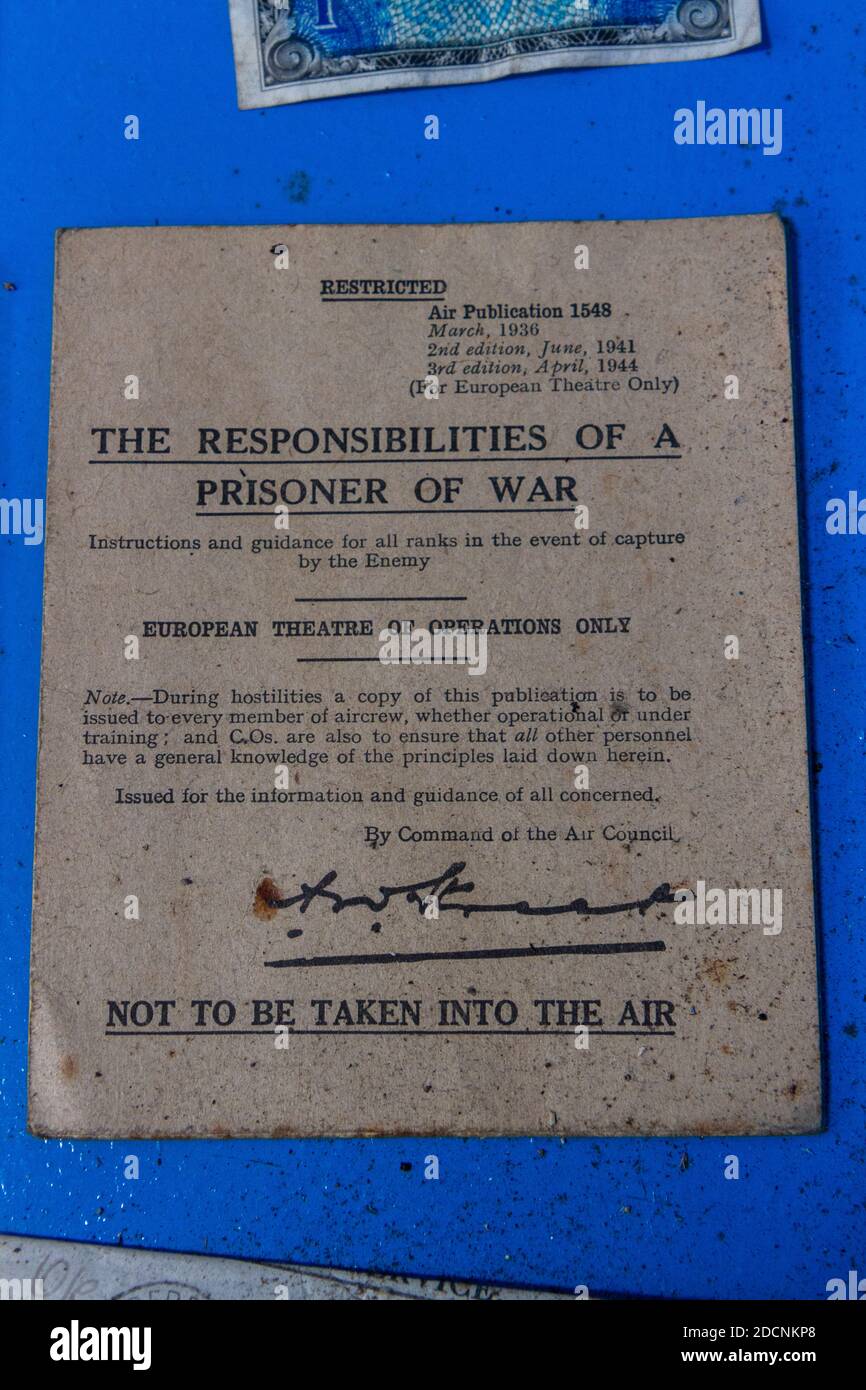 1
RESTRICTED
Air Publication 1548
March, 1936
2nd edition, June, 1941
3rd edition, April, 1944
(For European Theatre Only)
THE RESPONSIBILITIES OF A
PRISONER OF WAR
Instructions and guidance for all ranks in the event of capture
by the Enemy
EUROPEAN THEATRE OF OPERATIONS ONLY
Note.—During hostilities a copy of this publication is to be
issued to every member of aircrew, whether operational or under
training; and C.Os. are also to ensure that all other personnel
have a general knowledge of the principles laid down herein.
Issued for the information and guidance of all concerned.
By Command of the Air Council,
NOT TO BE TAKEN INTO THE AIR
alamy
Image ID: 2DCNKP8
www.alamy.com